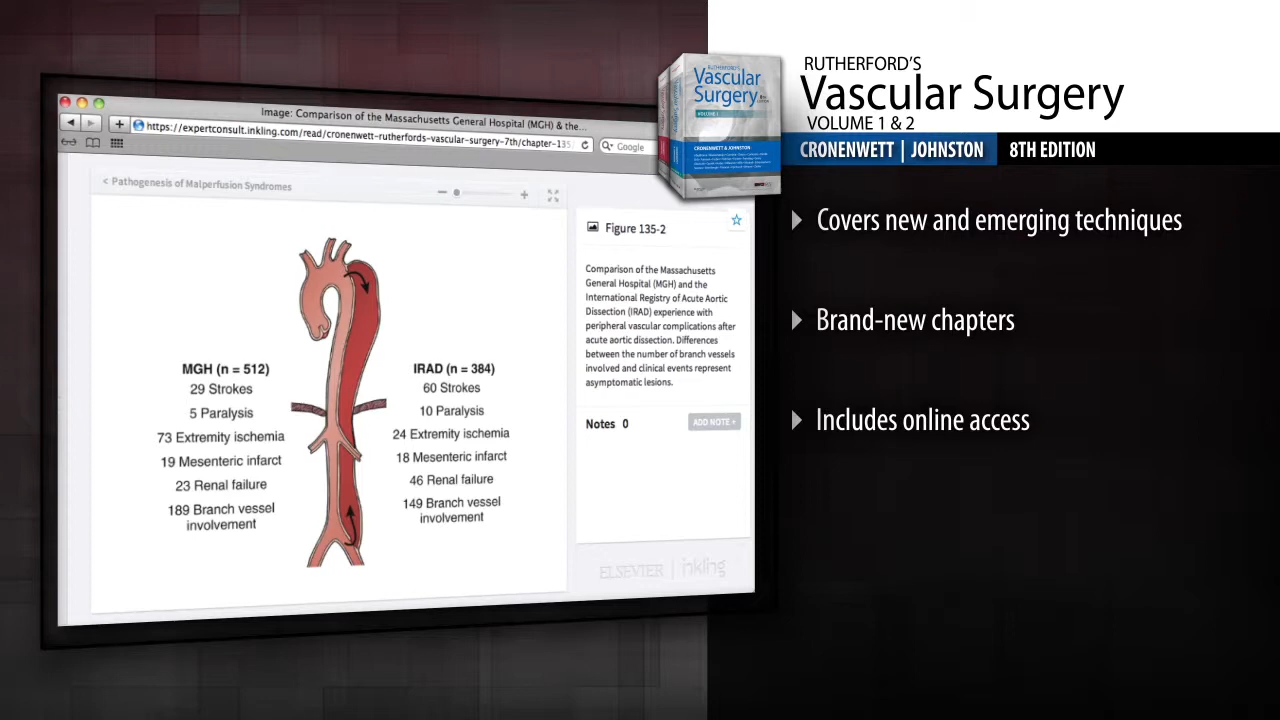 Image: Comparison of the Massachusetts General Hospital (MGH) & the...
https://expertconsult.inkling.com/read/cronenwett-rutherfords-vascular-surgery-7th/chapter-135
Google
< Pathogenesis of Malperfusion Syndromes
MGH (n = 512)
29 Strokes
5 Paralysis
73 Extremity ischemia
19 Mesenteric infarct
23 Renal failure
189 Branch vessel
involvement
IRAD (n = 384)
60 Strokes
10 Paralysis
24 Extremity ischemia
18 Mesenteric infarct
46 Renal failure
149 Branch vessel
involvement
Figure 135-2
Comparison of the Massachusetts
General Hospital (MGH) and the
International Registry of Acute Aortic
Dissection (IRAD) experience with
peripheral vascular complications after
acute aortic dissection. Differences
between the number of branch vessels
involved and clinical events represent
asymptomatic lesions.
Notes 0
ADD NOTE +
ELSEVIER | inkling
RUTHERFORD'S
Vascular
Surgery
VOLUME 1
CRONENWETT & JOHNSTON
RUTHERFORD'S
Vascular Surgery
VOLUME 1 & 2
CRONENWETT | JOHNSTON
8TH EDITION
Covers new and emerging techniques
Brand-new chapters
Includes online access